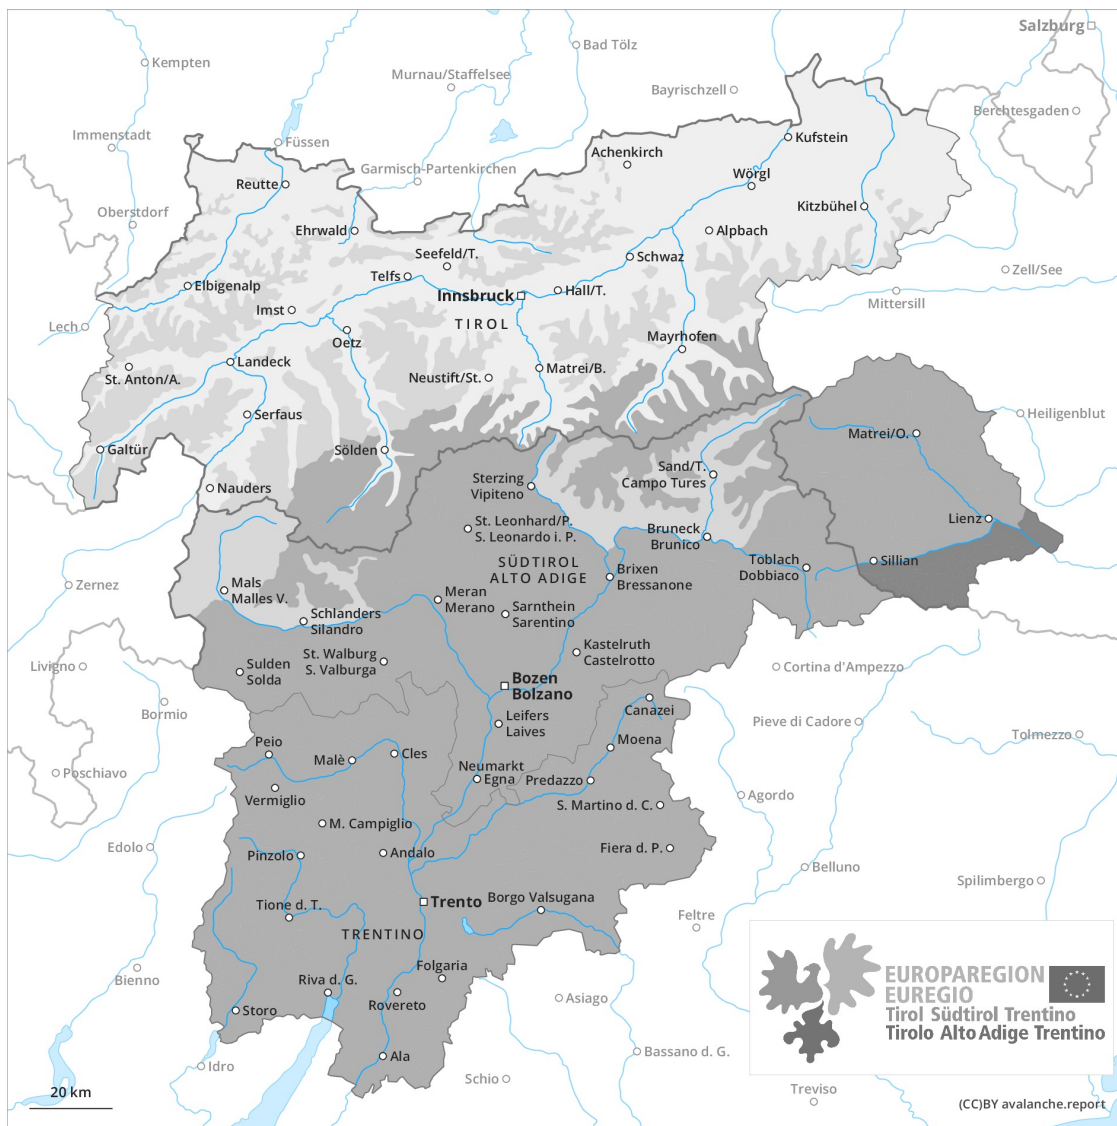 Salzburg
Bad Tölz
Kempten
Murnau/Staffelsee
Bayrischzell
Berchtesgaden
Immenstadt
Füssen
Kufstein
Achenkirch
Garmisch-Partenkirchen
Wörgl
Reutte
Kitzbühel
Oberstdorf
Ehrwald
Alpbach
Seefeld/T.
Schwaz
Zell/See
Telfs
Elbigenalp
Hall/T.
Innsbruck
Mittersill
Imst
Lech
TIROL
Oetz
Mayrhofen
Landeck
Matrei/B.
St. Anton/A.
Neustift/St.
Serfaus
Heiligenblut
Matrei/O.
Galtür
Sölden
Sand/T.
Campo Tures
Sterzing
Vipiteno
Nauders
Lienz
St. Leonhard/P.
S. Leonardo i. P.
Bruneck
Brunico
SÜDTIROL
ALTO ADIGE
Toblach
Dobbiaco
Sillian
Brixen
Bressanone
Zernez
Mals
Malles V.
Meran
Merano
Sarnthein
Sarentino
Schlanders
Silandro
Kastelruth
Castelrotto
St. Walburg
S. Valburga
Livigno
Sulden
Solda
Cortina d'Ampezzo
Bozen
Bolzano
Bormio
Canazei
Leifers
Laives
Pieve di Cadore
Tolmezzo
Peio
Malè
Cles
Moena
Poschiavo
Neumarkt
Egna
Predazzo
Vermiglio
S. Martino d. C.
Agordo
M. Campiglio
Edolo
Pinzolo
Andalo
Fiera d. P.
Belluno
Spilimbergo
Tione d. T.
Trento
Borgo Valsugana
Feltre
TRENTINO
Folgaria
Bienno
Riva d. G.
Rovereto
Asiago
Storo
EUROPAREGION
EUREGIO
Tirol Südtirol Trentino
Tirolo Alto Adige Trentino
Ala
Bassano d. G.
Idro
Schio
Treviso
20 km
(CC)BY avalanche.report